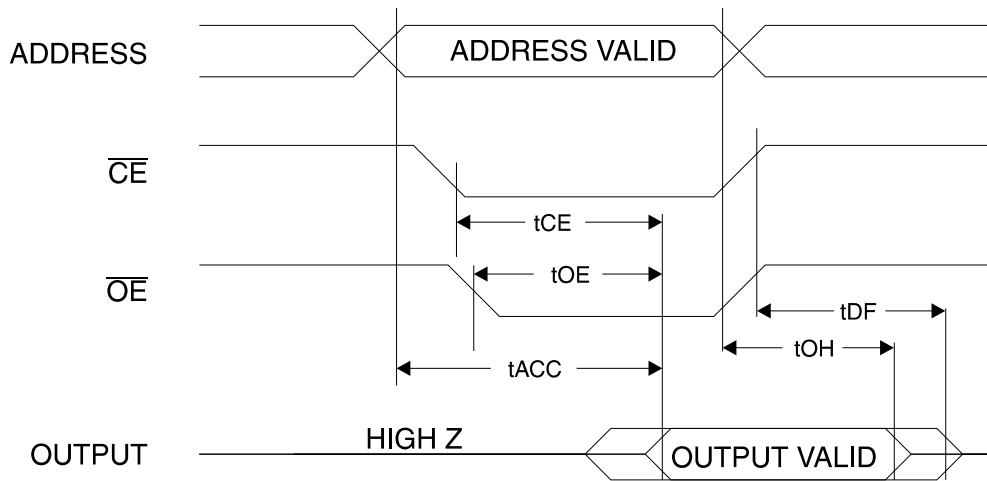 ADDRESS
ADDRESS VALID
CE
tCE
OE
tOE
tDF
tOH
tACC
OUTPUT
HIGH Z
OUTPUT VALID